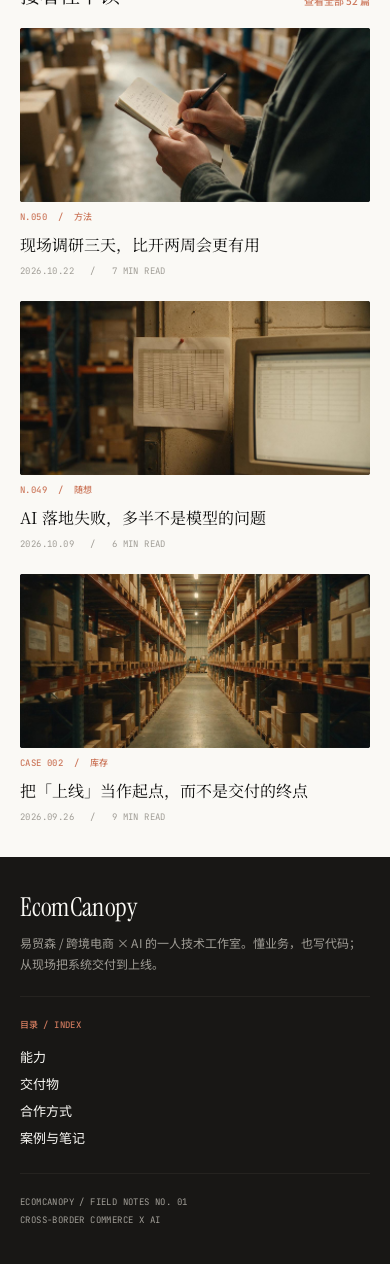 查看全部 52 篇
N.050 / 方法
现场调研三天，比开两周会更有用
2026.10.22 / 7 MIN READ
N.049 / 随想
AI 落地失败，多半不是模型的问题
2026.10.09 / 6 MIN READ
CASE 002 / 库存
把「上线」当作起点，而不是交付的终点
2026.09.26 / 9 MIN READ
EcomCanopy
易贸森 / 跨境电商 × AI 的一人技术工作室。懂业务，也写代码；
从现场把系统交付到上线。
目录 / INDEX
能力
交付物
合作方式
案例与笔记
ECOMCANOPY / FIELD NOTES NO. 01
CROSS-BORDER COMMERCE X AI